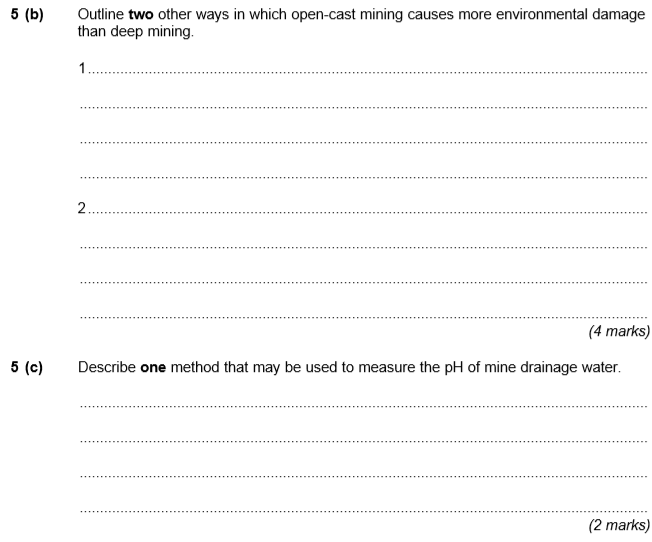 5 (b) Outline two other ways in which open-cast mining causes more environmental damage
than deep mining.
1
2
(4 marks)
5 (c) Describe one method that may be used to measure the pH of mine drainage water.
(2 marks)